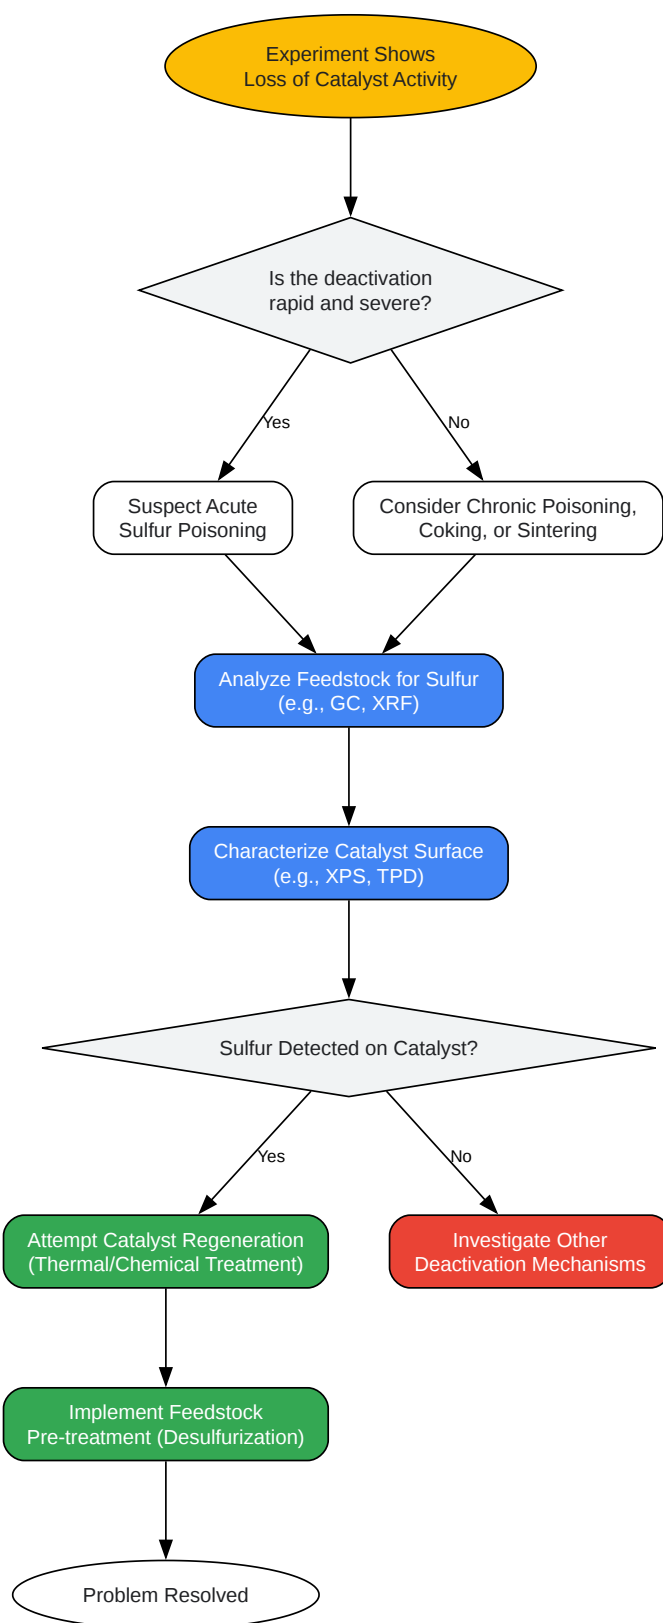 Experiment Shows
Loss of Catalyst Activity
Is the deactivation
rapid and severe?
Yes
No
Suspect Acute
Sulfur Poisoning
Consider Chronic Poisoning,
Coking, or Sintering
Analyze Feedstock for Sulfur
(e.g., GC, XRF)
Characterize Catalyst Surface
(e.g., XPS, TPD)
Sulfur Detected on Catalyst?
Yes
No
Attempt Catalyst Regeneration
(Thermal/Chemical Treatment)
Investigate Other
Deactivation Mechanisms
Implement Feedstock
Pre-treatment (Desulfurization)
Problem Resolved